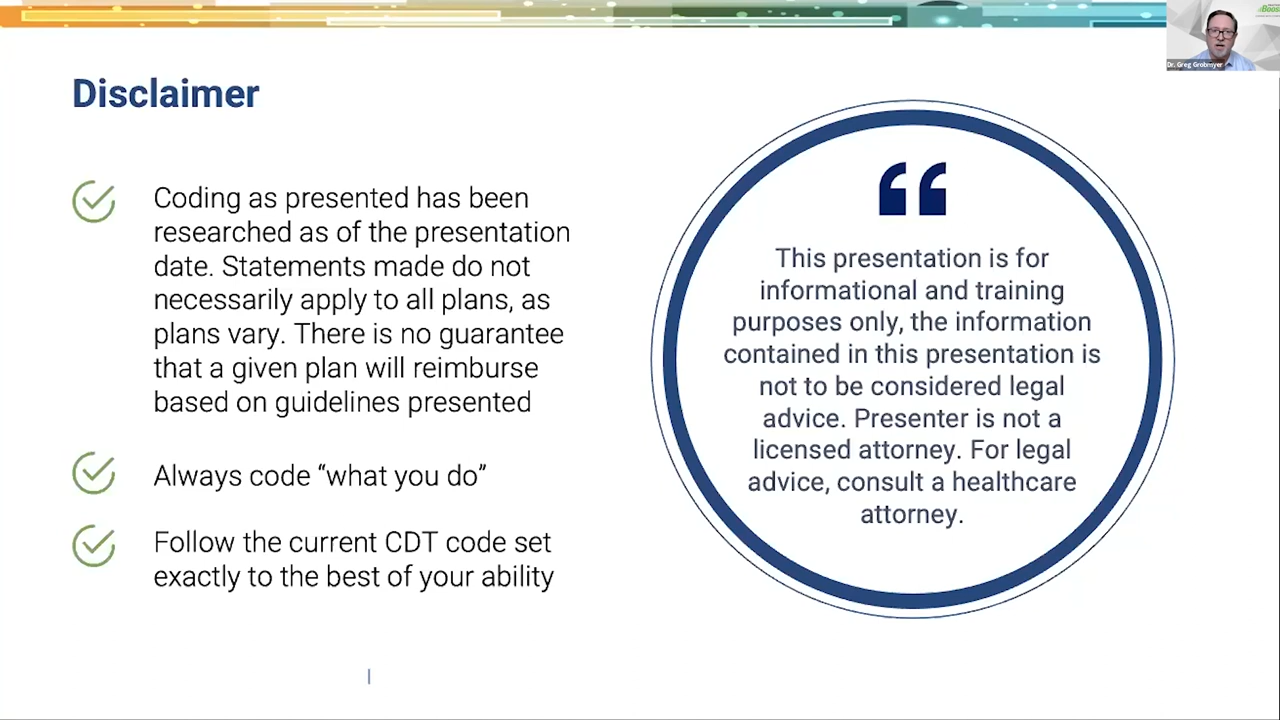 Disclaimer
Coding as presented has been
researched as of the presentation
date. Statements made do not
necessarily apply to all plans, as
plans vary. There is no guarantee
that a given plan will reimburse
based on guidelines presented
Always code “what you do”
Follow the current CDT code set
exactly to the best of your ability
This presentation is for
informational and training
purposes only, the information
contained in this presentation is
not to be considered legal
advice. Presenter is not a
licensed attorney. For legal
advice, consult a healthcare
attorney.
Dr. Greg Grobmyer